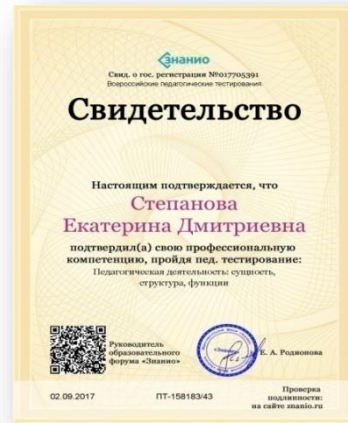 знанио
Свид. о гос. регистрации №017705391
Всероссийские педагогические тестирования
Свидетельство
Настоящим подтверждается, что
Степанова
Екатерина Дмитриевна
подтвердил(а) свою профессиональную
компетенцию, пройдя пед. тестирование:
Педагогическая деятельность: сущность,
структура, функции
Руководитель
образовательного
форума «Знанио»
Е. А. Родионова
02.09.2017
ПТ-158183/43
Проверка
подлинности:
на сайте znanio.ru